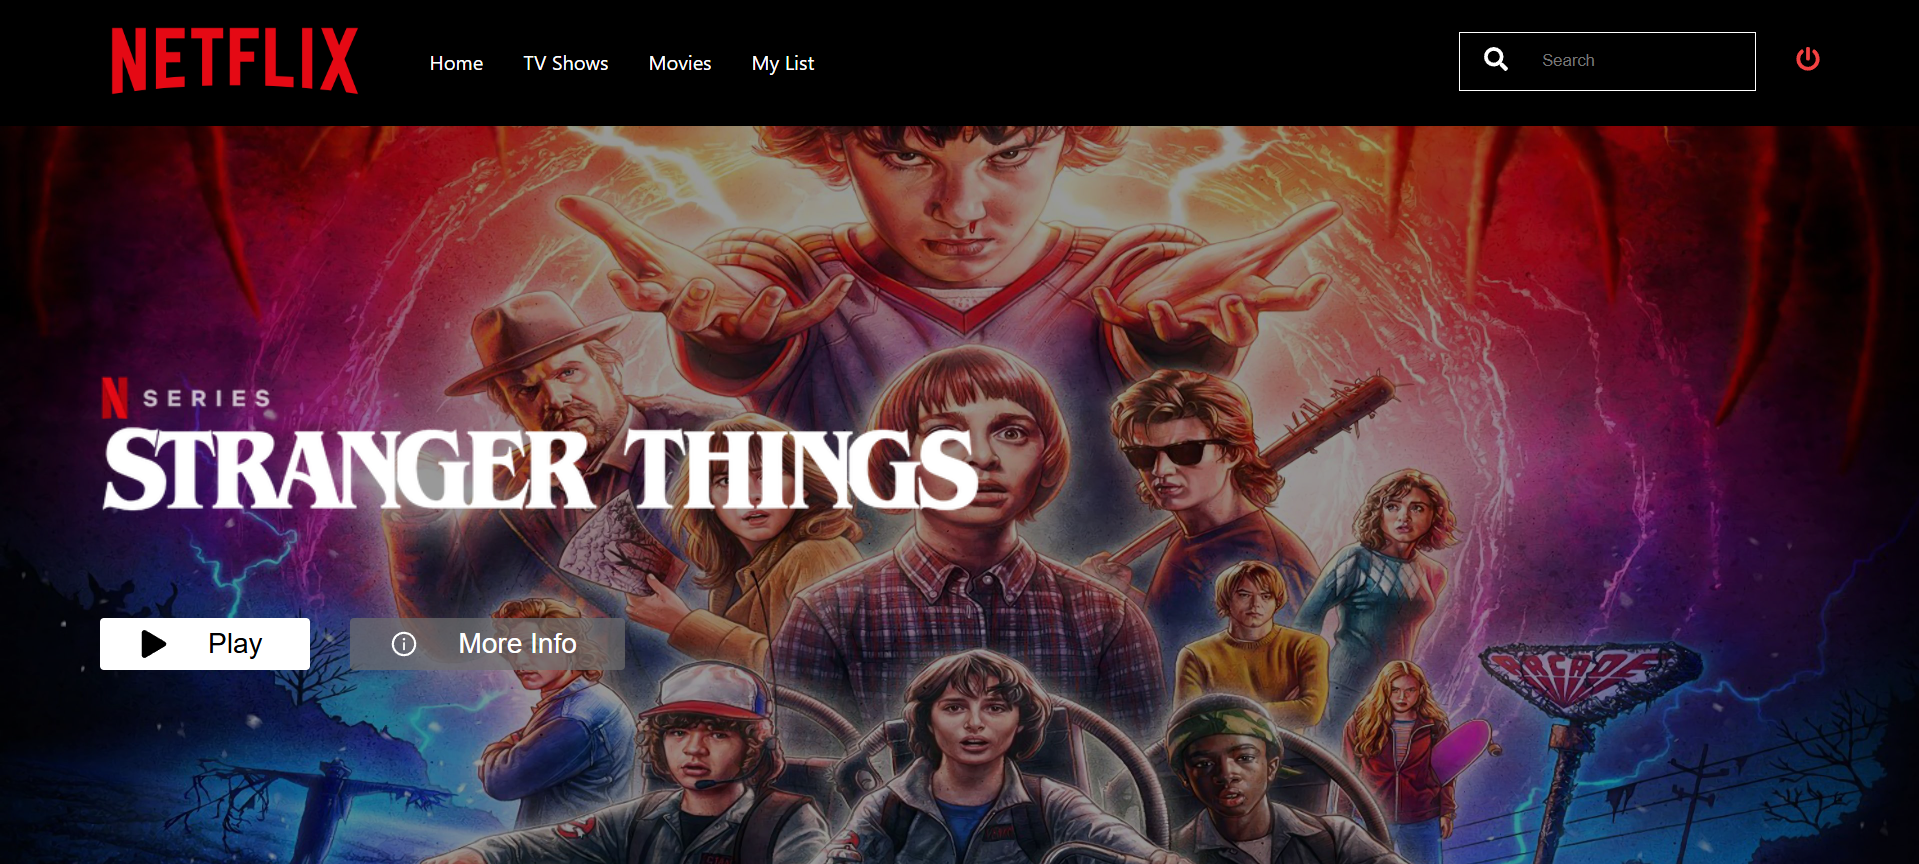 NETFLIX
Home TV Shows Movies My List
Search
N SERIES
STRANGER THINGS
Play More Info
ARCADE